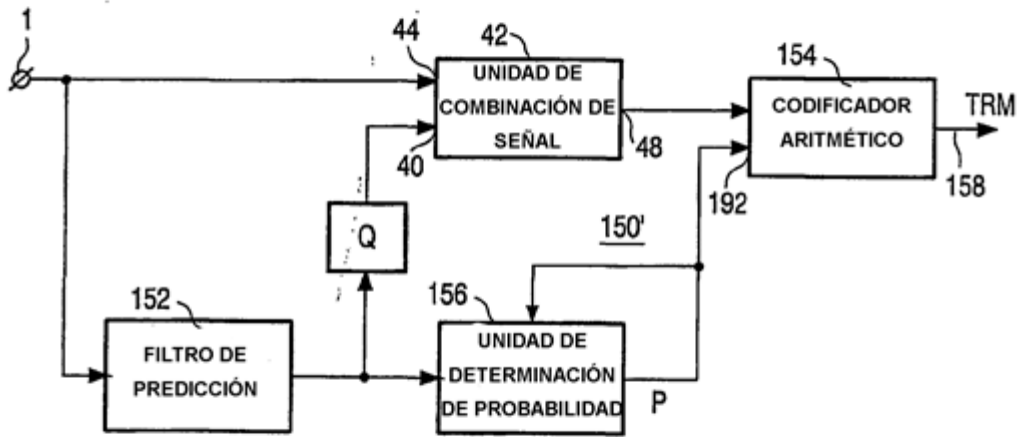 1
44
42
UNIDAD DE
COMBINACIÓN DE
SEÑAL
40
48
154
CODIFICADOR
ARITMÉTICO
TRM
192
158
Q
150'
152
FILTRO DE
PREDICCIÓN
156
UNIDAD DE
DETERMINACIÓN
DE PROBABILIDAD
P